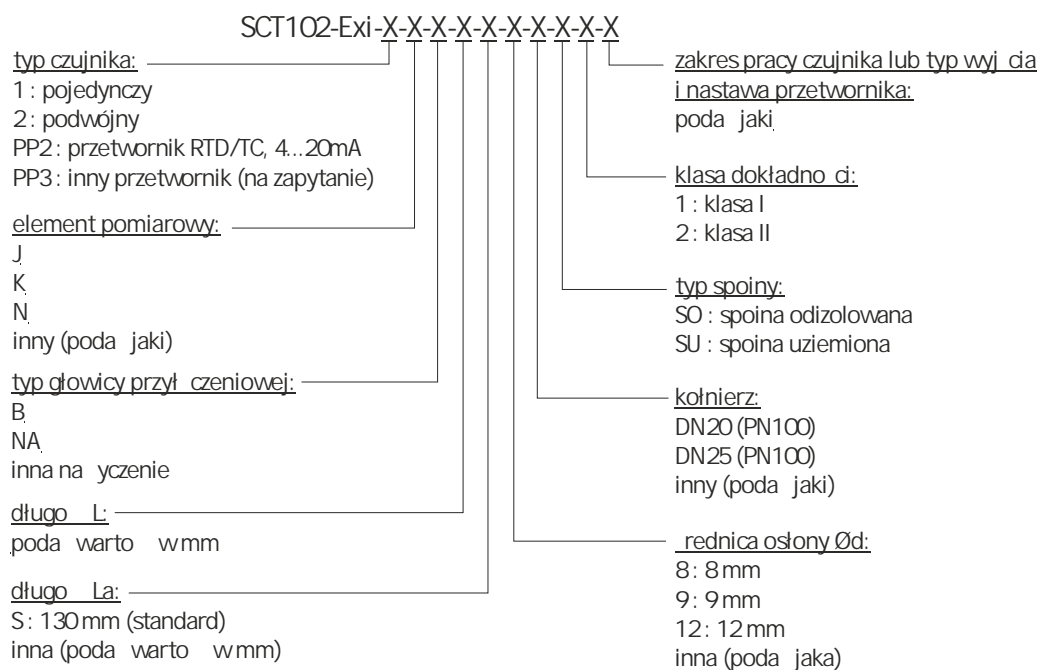 SCT102-Exi-X-X-X-X-X-X-X-X-X-X
typ czujnika:
1 : pojedynczy
2 : podwójny
PP2 : przetwornik RTD/TC, 4...20mA
PP3 : inny przetwornik (na zapytanie)
element pomiarowy:
J
K
N
inny (poda jaki)
typ głowicy przył czeniowej:
B
NA
inna na yczenie
długo L:
poda warto w mm
długo La:
S : 130 mm (standard)
inna (poda warto w mm)
zakres pracy czujnika lub typ wyj cia
i nastawa przetwornika:
poda jaki
klasa dokładno ci:
1 : klasa I
2 : klasa II
typ spoiny:
SO : spoina odizolowana
SU : spoina uziemiona
kołnierz:
DN20 (PN100)
DN25 (PN100)
inny (poda jaki)
rednica osłony Ød:
8 : 8 mm
9 : 9 mm
12 : 12 mm
inna (poda jaka)